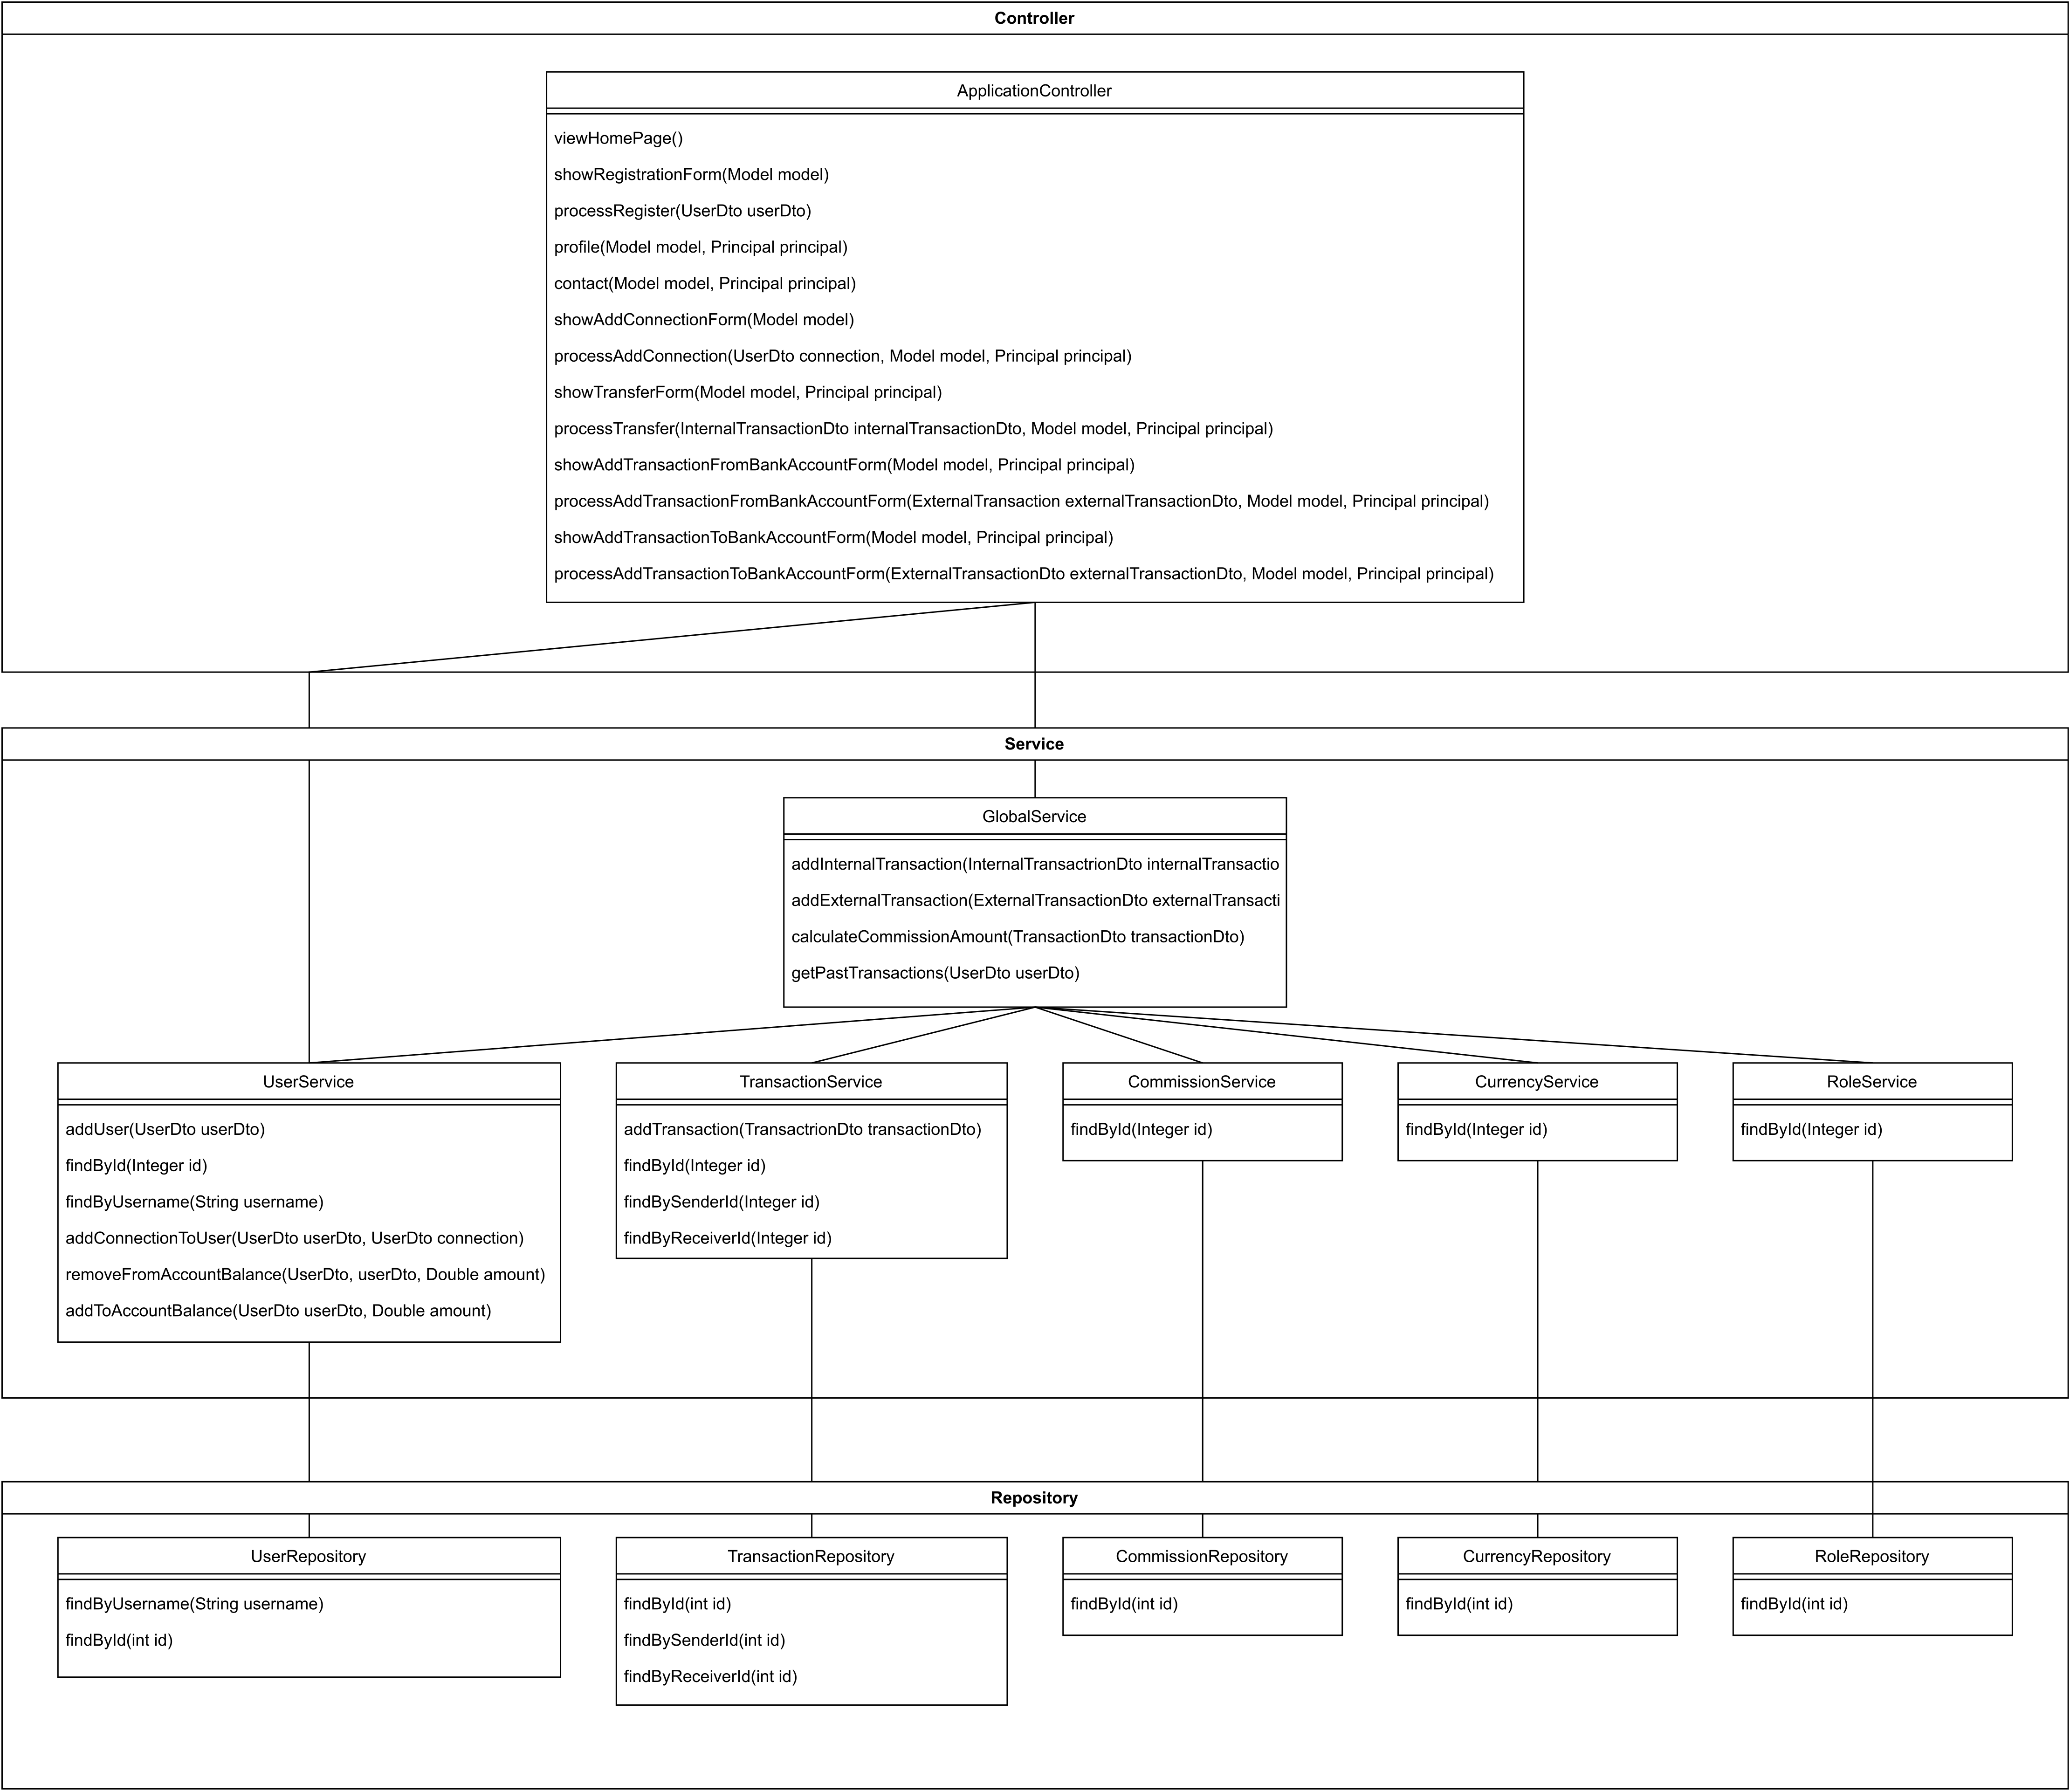 Controller
ApplicationController
viewHomePage()
showRegistrationForm(Model model)
processRegister(UserDto userDto)
profile(Model model, Principal principal)
contact(Model model, Principal principal)
showAddConnectionForm(Model model)
processAddConnection(UserDto connection, Model model, Principal principal)
showTransferForm(Model model, Principal principal)
processTransfer(InternalTransactionDto internalTransactionDto, Model model, Principal principal)
showAddTransactionFromBankAccountForm(Model model, Principal principal)
processAddTransactionFromBankAccountForm(ExternalTransaction externalTransactionDto, Model model, Principal principal)
showAddTransactionToBankAccountForm(Model model, Principal principal)
processAddTransactionToBankAccountForm(ExternalTransactionDto externalTransactionDto, Model model, Principal principal)
Service
GlobalService
addInternalTransaction(InternalTransactrionDto internalTransactio
addExternalTransaction(ExternalTransactionDto externalTransacti
calculateCommissionAmount(TransactionDto transactionDto)
getPastTransactions(UserDto userDto)
UserService
addUser(UserDto userDto)
findById(Integer id)
findByUsername(String username)
addConnectionToUser(UserDto userDto, UserDto connection)
removeFromAccountBalance(UserDto, userDto, Double amount)
addToAccountBalance(UserDto userDto, Double amount)
TransactionService
addTransaction(TransactrionDto transactionDto)
findById(Integer id)
findBySenderId(Integer id)
findByReceiverId(Integer id)
CommissionService
findById(Integer id)
CurrencyService
findById(Integer id)
RoleService
findById(Integer id)
Repository
UserRepository
findByUsername(String username)
findById(int id)
TransactionRepository
findById(int id)
findBySenderId(int id)
findByReceiverId(int id)
CommissionRepository
findById(int id)
CurrencyRepository
findById(int id)
RoleRepository
findById(int id)